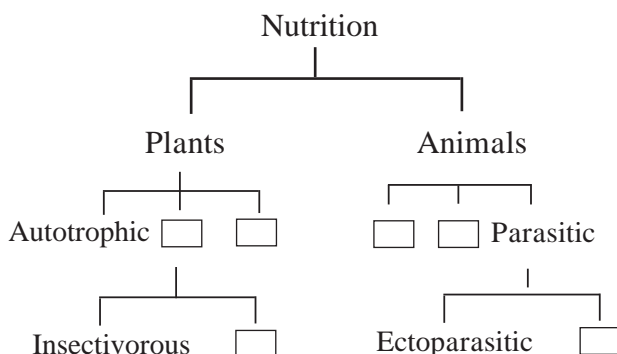 Nutrition
Plants Animals
Autotrophic Parasitic
Insectivorous Ectoparasitic